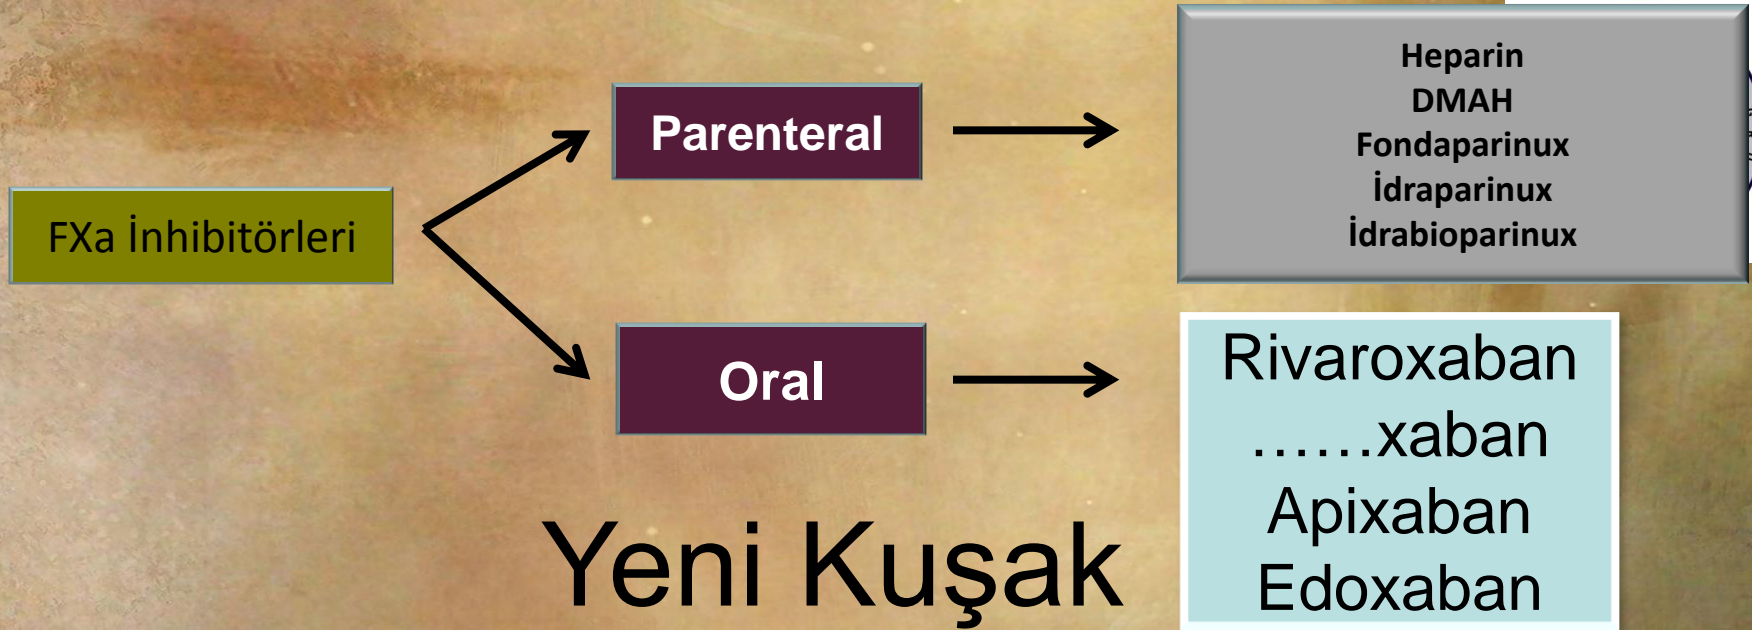 FXa İnhibitörleri
Parenteral
Heparin
DMAH
Fondaparinux
İdraparinux
İdrabioparinux
Oral
Rivaroxaban
……xaban
Apixaban
Edoxaban
Yeni Kuşak